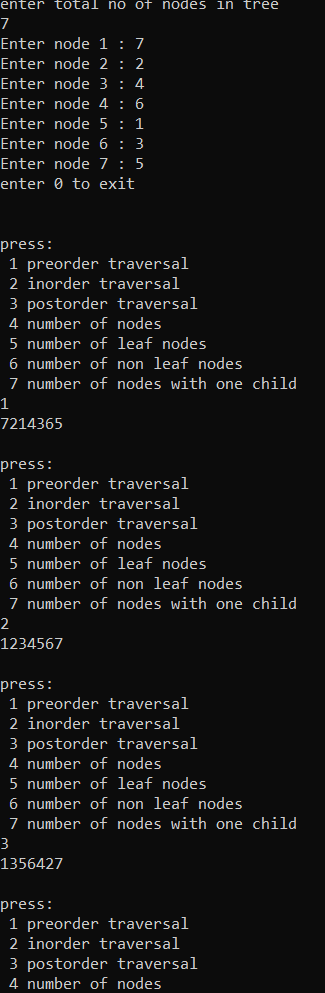 enter total no of nodes in tree
7
Enter node 1 : 7
Enter node 2 : 2
Enter node 3 : 4
Enter node 4 : 6
Enter node 5 : 1
Enter node 6 : 3
Enter node 7 : 5
enter 0 to exit
press:
1 preorder traversal
2 inorder traversal
3 postorder traversal
4 number of nodes
5 number of leaf nodes
6 number of non leaf nodes
7 number of nodes with one child
1
7214365
press:
1 preorder traversal
2 inorder traversal
3 postorder traversal
4 number of nodes
5 number of leaf nodes
6 number of non leaf nodes
7 number of nodes with one child
2
1234567
press:
1 preorder traversal
2 inorder traversal
3 postorder traversal
4 number of nodes
5 number of leaf nodes
6 number of non leaf nodes
7 number of nodes with one child
3
1356427
press:
1 preorder traversal
2 inorder traversal
3 postorder traversal
4 number of nodes